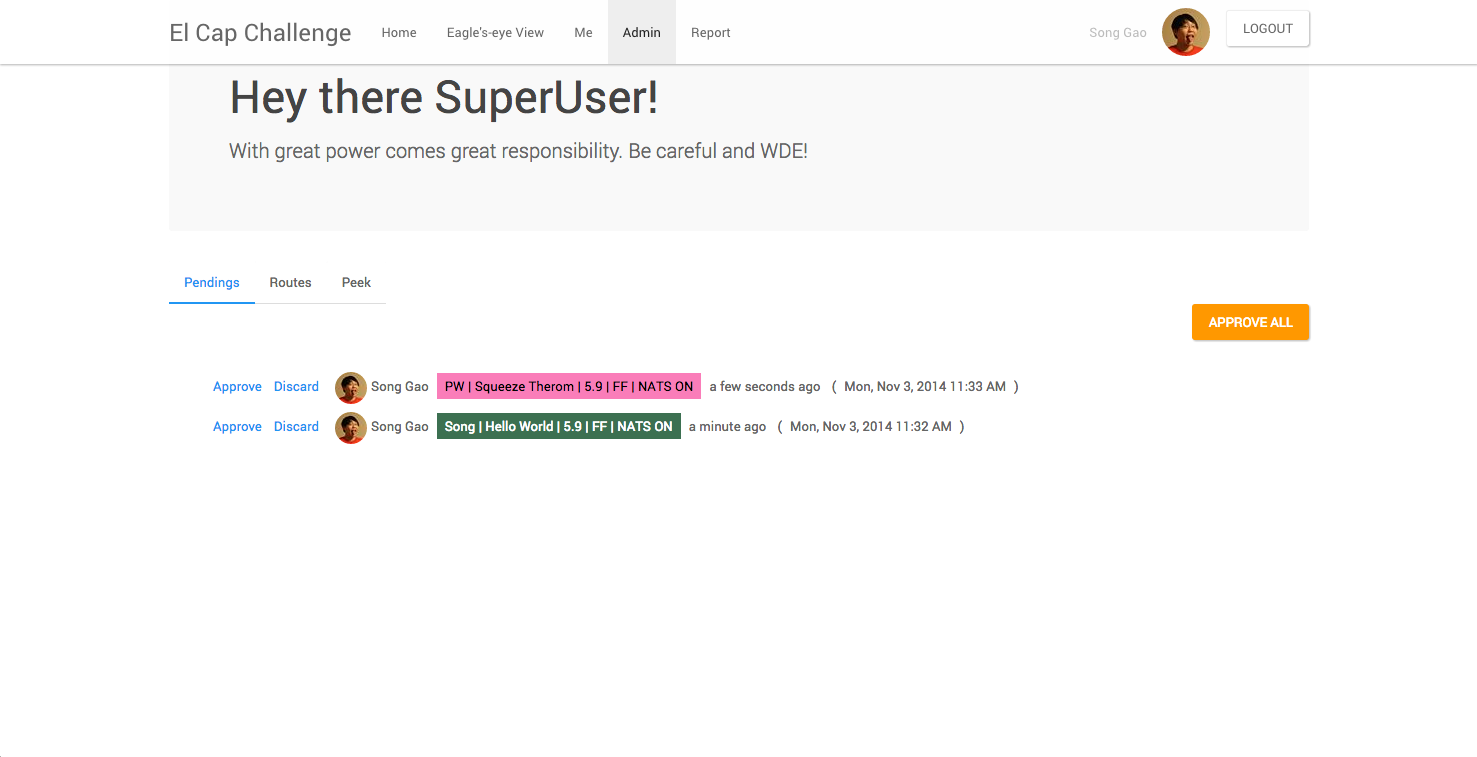 El Cap Challenge Home Eagle's-eye View Me Admin Report Song Gao LOGOUT
Hey there SuperUser!
With great power comes great responsibility. Be careful and WDE!
Pendings Routes Peek
APPROVE ALL
Approve Discard Song Gao PW | Squeeze Therom | 5.9 | FF | NATS ON a few seconds ago ( Mon, Nov 3, 2014 11:33 AM )
Approve Discard Song Gao Song | Hello World | 5.9 | FF | NATS ON a minute ago ( Mon, Nov 3, 2014 11:32 AM )